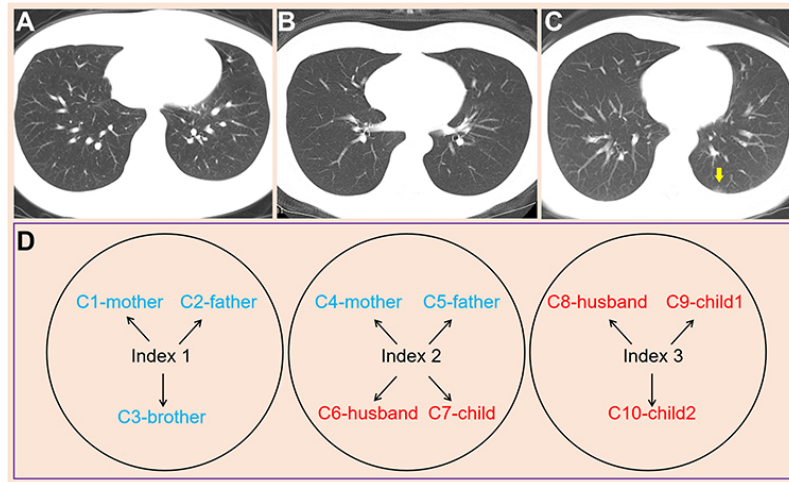 A B C
D
C1-mother C2-father
Index 1
C3-brother
C4-mother C5-father
Index 2
C6-husband C7-child
C8-husband C9-child1
Index 3
C10-child2